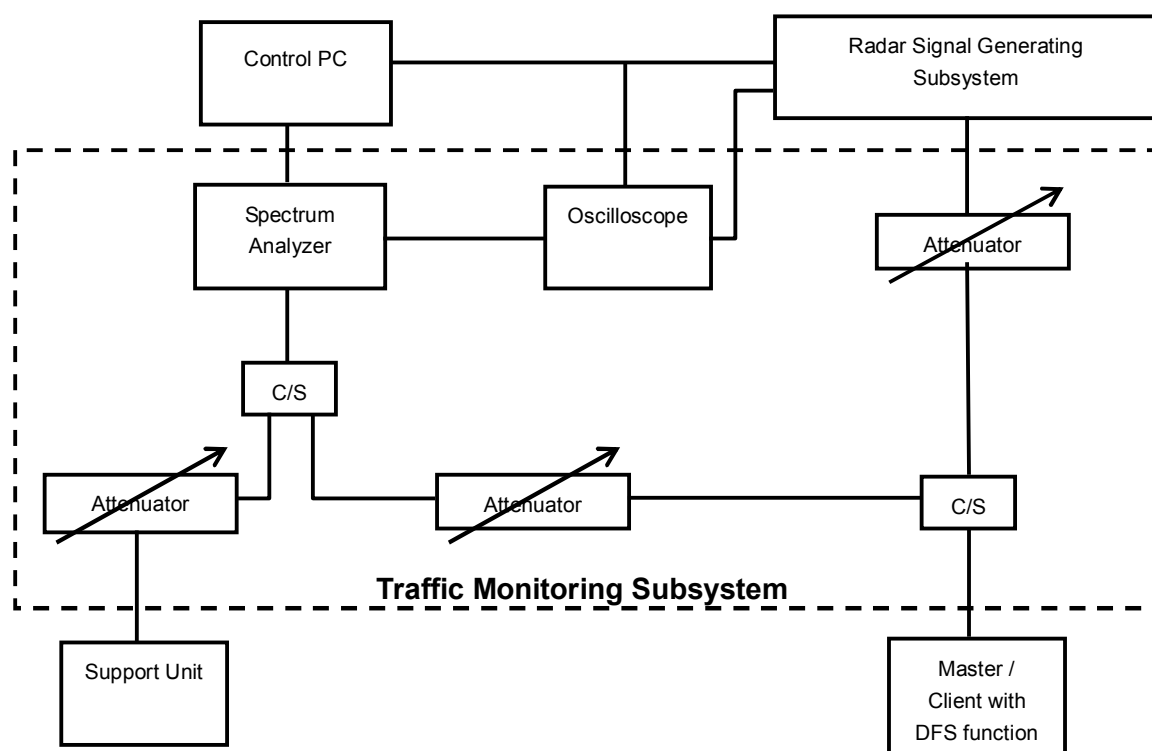 Control PC
Radar Signal Generating
Subsystem
Spectrum
Analyzer
Oscilloscope
Attenuator
C/S
Attenuator
Attenuator
C/S
Traffic Monitoring Subsystem
Support Unit
Master /
Client with
DFS function